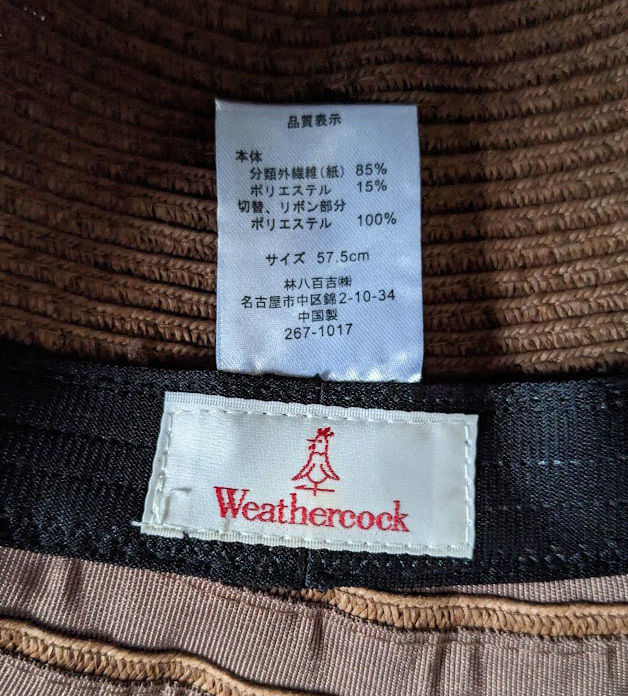 品質表示
本体
分類外繊維(紙) 85%
ポリエステル 15%
切替、リボン部分
ポリエステル 100%
サイズ 57.5cm
林八百吉㈱
名古屋市中区錦2-10-34
中国製
267-1017
Weathercock